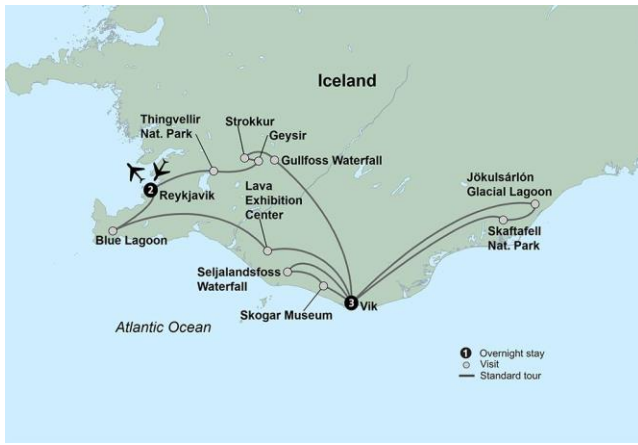 Iceland
Thingvellir
Nat. Park
Strokkur
Geysir
Gullfoss Waterfall
2
Reykjavik
Lava
Exhibition
Center
Jökulsárlón
Glacial Lagoon
Blue Lagoon
Skaftafell
Nat. Park
Seljalandsfoss
Waterfall
Skogar Museum
3
Vik
Atlantic Ocean
1 Overnight stay
Visit
Standard tour